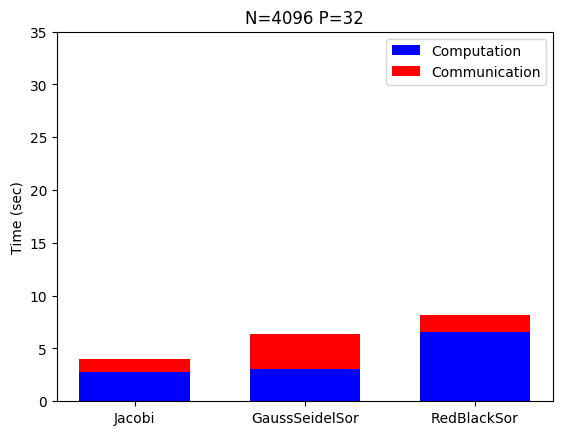 N=4096 P=32
Computation
Communication
Time (sec)
35
30
25
20
15
10
5
0
Jacobi
GaussSeidelSor
RedBlackSor